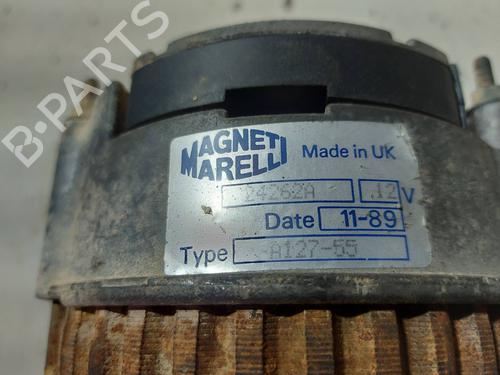 B-PARTS
MAGNETI
MARELLI
Made in UK
24262A 12 V
Date 11-89
Type A127-55